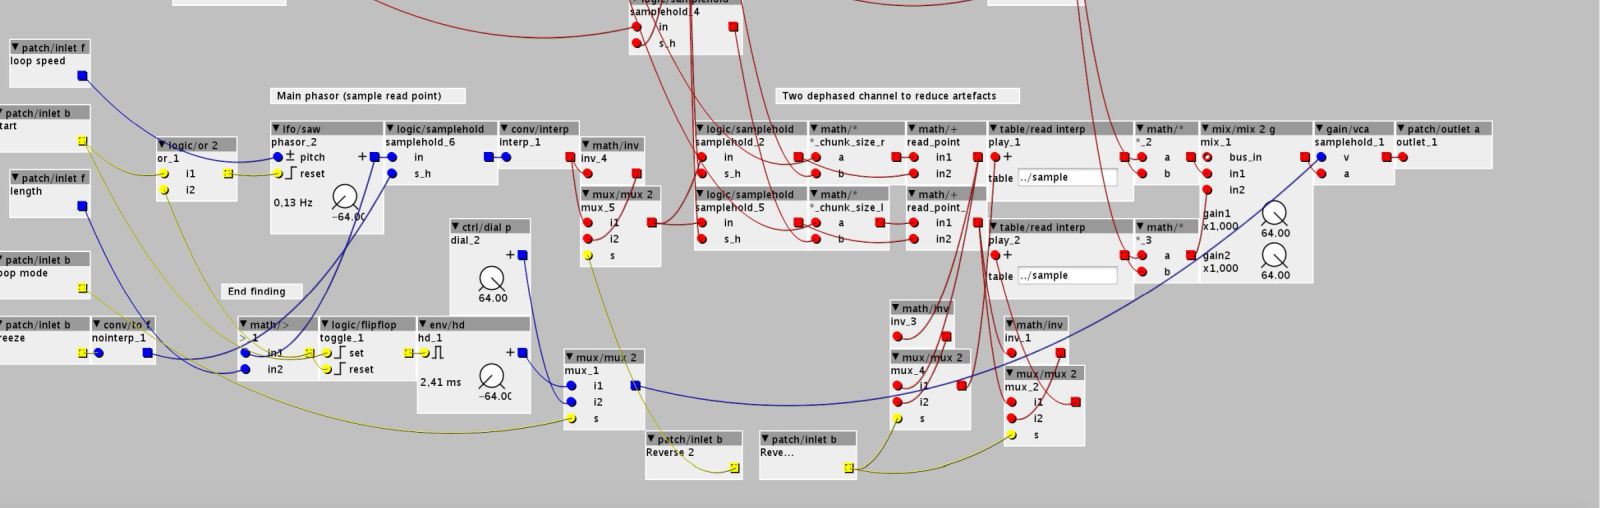 logic/samplehold
samplehold_4
in
s_h
patch/inlet f
loop speed
patch/inlet b
tart
patch/inlet f
length
patch/inlet b
oop mode
patch/inlet b
reeze
conv/to f
nointerp_1
logic/or 2
or_1
i1
i2
Main phasor (sample read point)
lfo/saw
phasor_2
pitch
+
reset
0,13 Hz
-64.00
logic/samplehold
samplehold_6
in
s_h
conv/interp
interp_1
math/inv
inv_4
mux/mux 2
mux_5
i1
i2
s
ctrl/dial p
dial_2
+
64.00
End finding
math/>
>_1
in1
in2
logic/flipflop
toggle_1
set
reset
env/hd
hd_1
+
2,41 ms
-64.00
mux/mux 2
mux_1
i1
i2
s
Two dephased channel to reduce artefacts
logic/samplehold
samplehold_2
in
s_h
math/*
*_chunk_size_r
a
b
math/+
read_point
in1
in2
logic/samplehold
samplehold_5
in
s_h
math/*
*_chunk_size_l
a
b
math/+
read_point_
in1
in2
table/read interp
play_1
+
table ../sample
table/read interp
play_2
+
table ../sample
math/*
*_2
a
b
math/*
*_3
a
b
mix/mix 2 g
mix_1
bus_in
in1
in2
gain1
x1,000
64.00
gain2
x1,000
64.00
gain/vca
samplehold_1
v
a
patch/outlet a
outlet_1
math/inv
inv_3
mux/mux 2
mux_4
i1
i2
s
math/inv
inv_1
mux/mux 2
mux_2
i1
i2
s
patch/inlet b
Reverse 2
patch/inlet b
Reve...